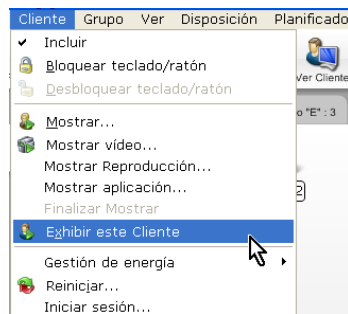 Cliente Grupo Ver Disposición Planificado
Incluir
Bloquear teclado/ratón
Desbloquear teclado/ratón
Ver Cliente
o "E" : 3
Mostrar...
Mostrar vídeo...
Mostrar Reproducción...
Mostrar aplicación...
2
Finalizar Mostrar
Exhibir este Cliente
Gestión de energía
Reiniciar...
Iniciar sesión...